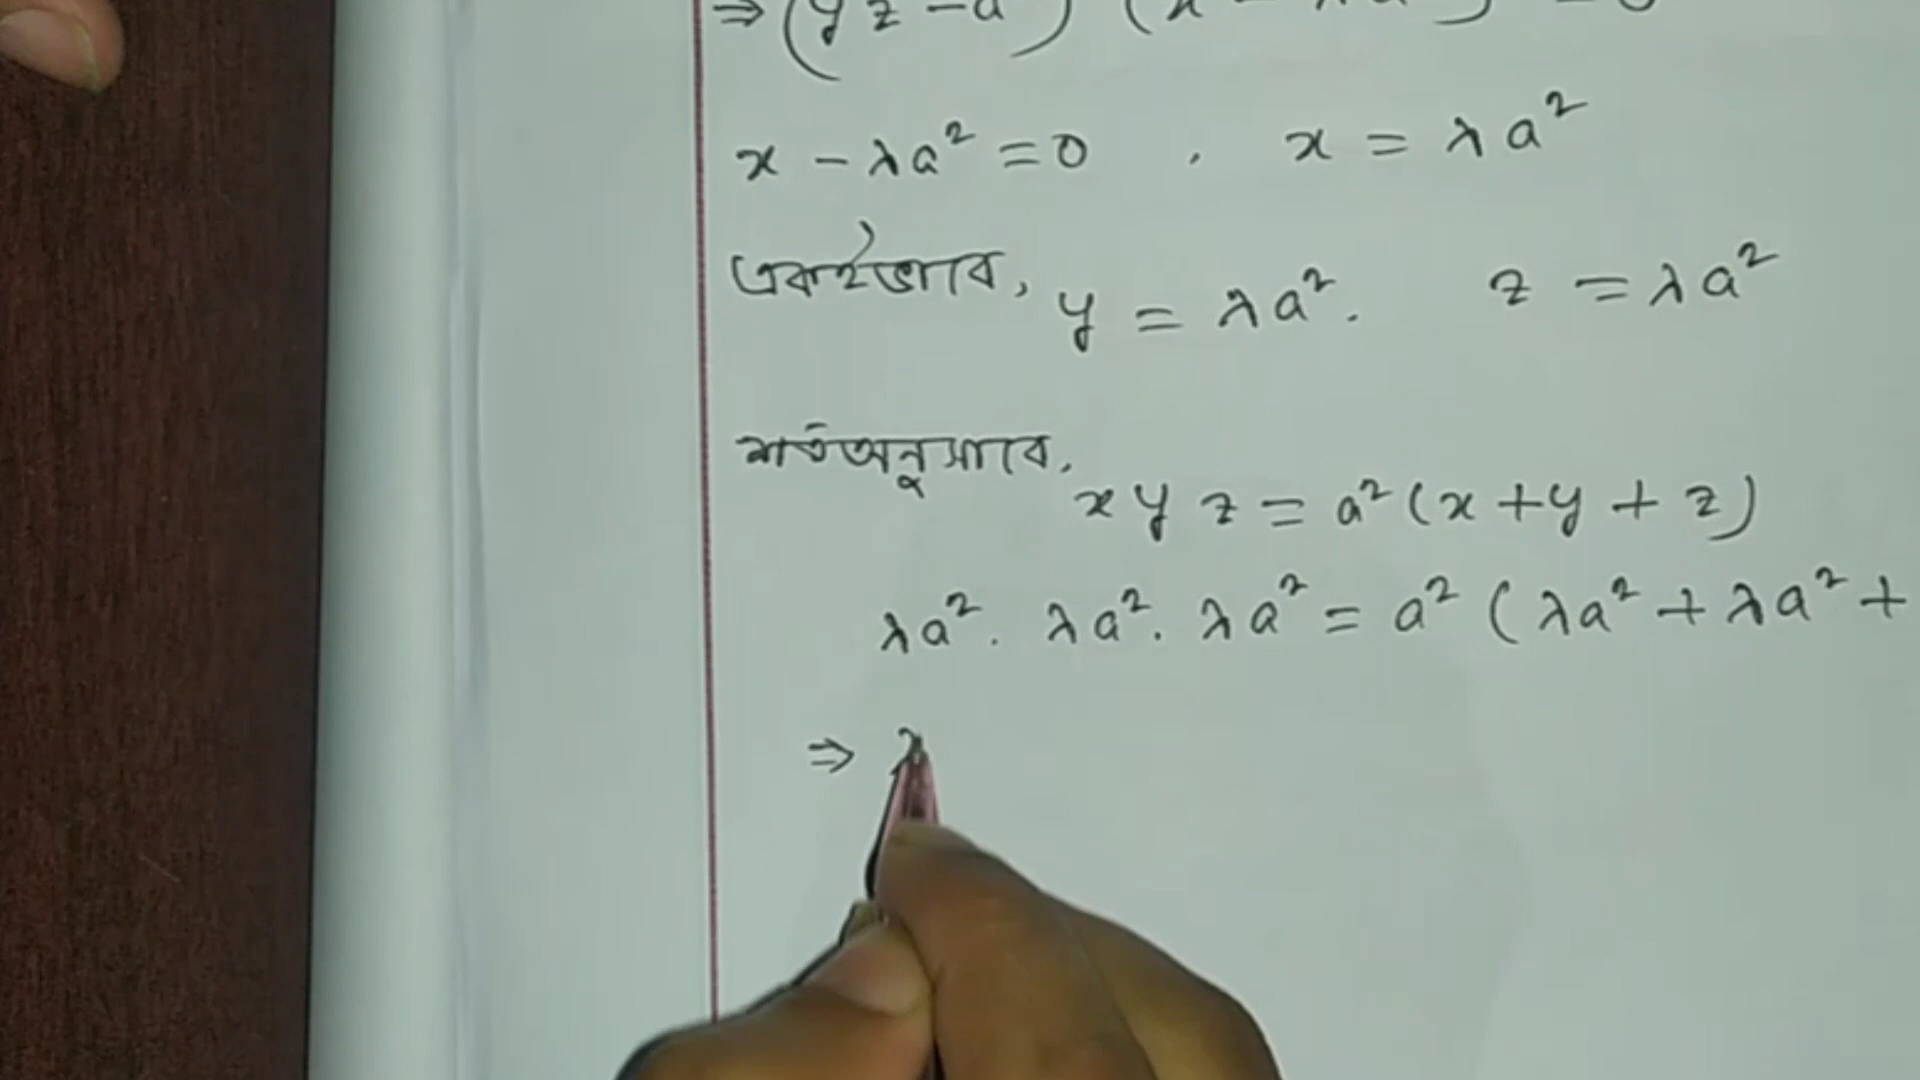 x - λa² = 0 , x = λa²
একইভাবে, y = λa². z = λa²
শর্তঅনুসারে,
xyz = a²(x+y+z)
λa². λa². λa² = a² (λa² + λa² +
⇒ λ